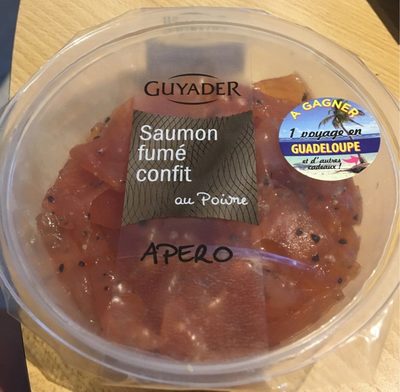 GUYADER
Saumon
fumé
confit
au Poivre
APERO
A GAGNER
1 voyage en
GUADELOUPE
et d'autres
cadeaux !